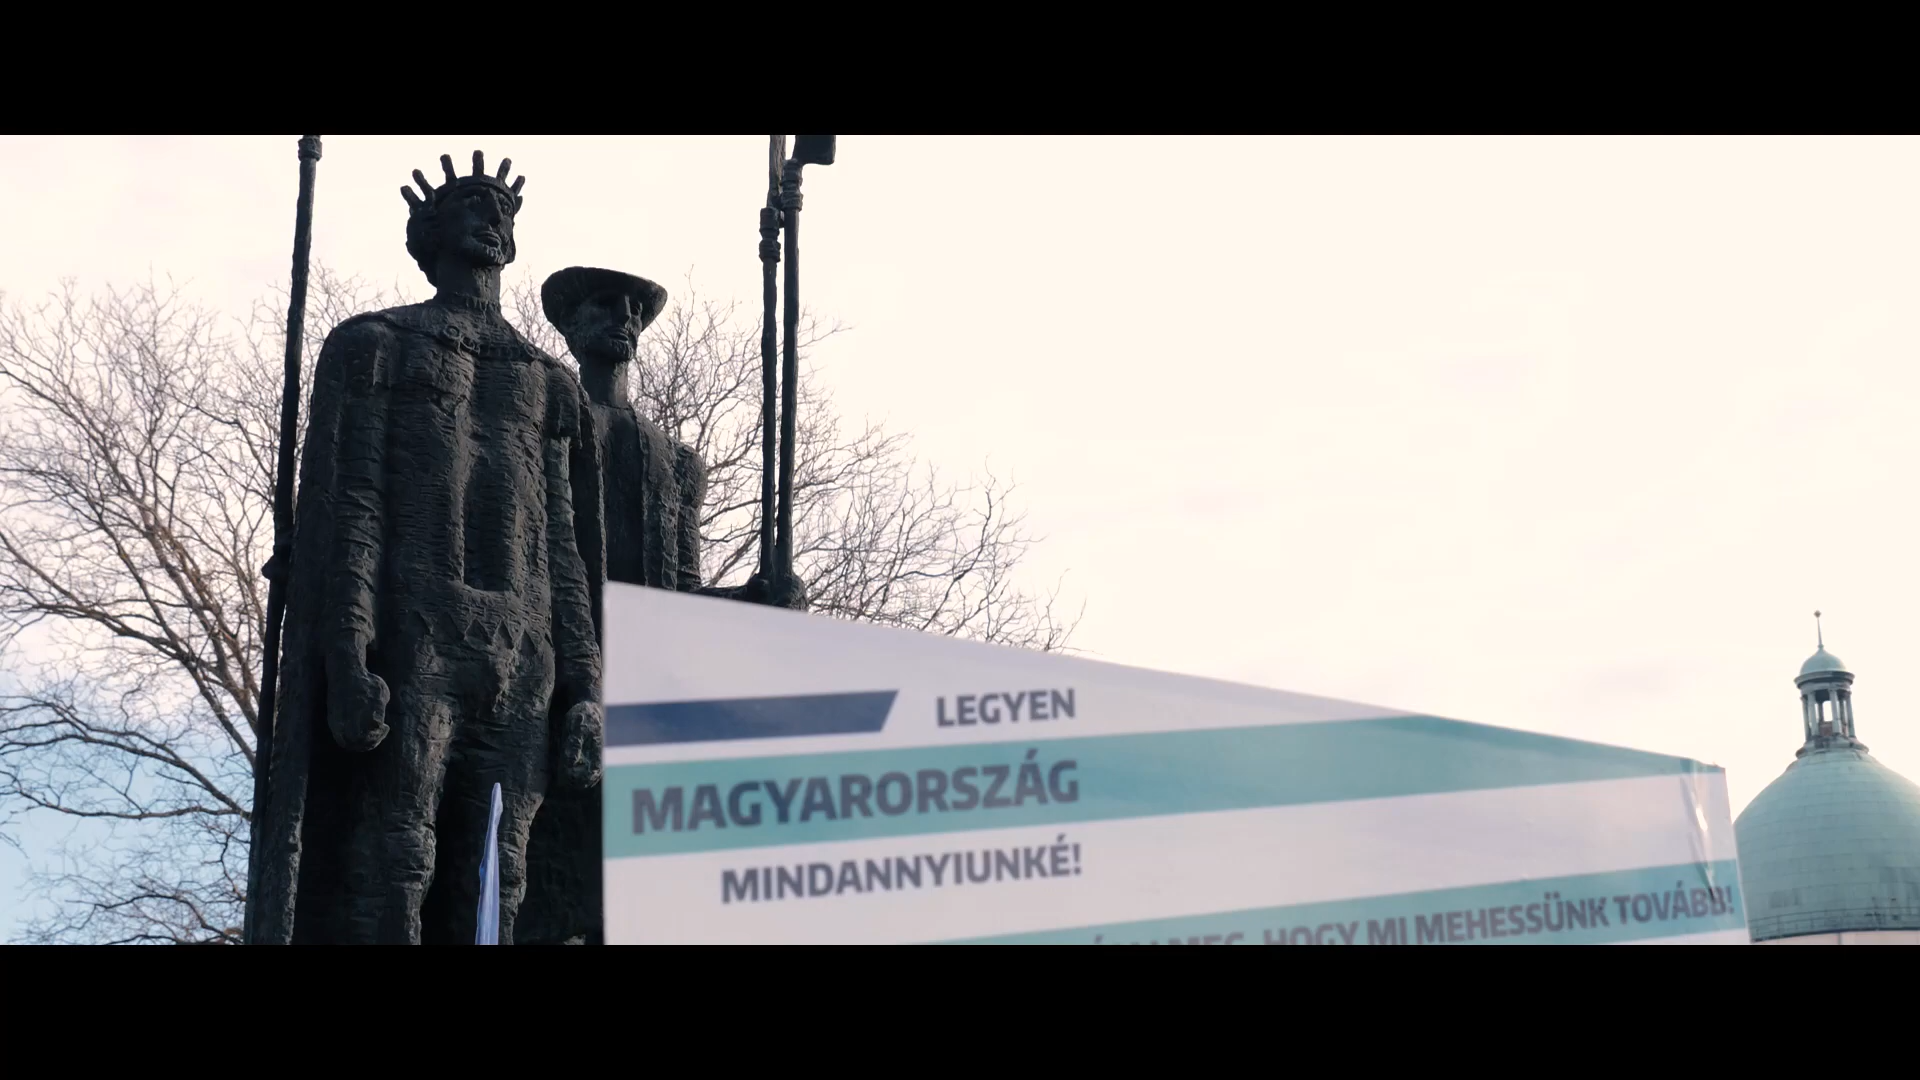 LEGYEN
MAGYARORSZÁG
MINDANNYIUNKÉ!
HOGY MI MEHESSÜNK TOVÁBB!